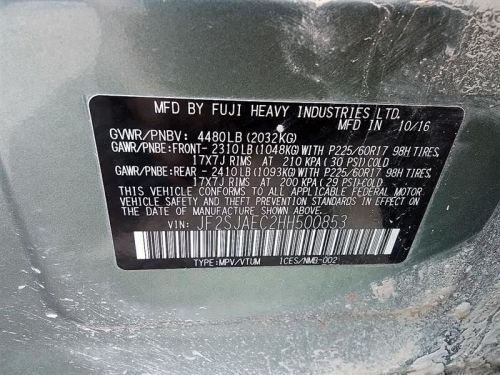 MFD BY FUJI HEAVY INDUSTRIES LTD.
MFD IN 10/16
GVWR/PNBV: 4480LB (2032KG)
GAWR/PNBE:FRONT- 2310LB (1048KG) WITH P225/60R17 98H TIRES,
17X7J RIMS AT 210 KPA (30 PSI) COLD
GAWR/PNBE:REAR - 2410LB (1093KG) WITH P225/60R17 98H TIRES,
17X7J RIMS AT 200 KPA (29 PSI) COLD
THIS VEHICLE CONFORMS TO ALL APPLICABLE FEDERAL MOTOR
VEHICLE SAFETY AND THEFT PREVENTION STANDARDS IN EFFECT
ON THE DATE OF MANUFACTURE SHOWN ABOVE.
VIN: JF2SJAEC2HH500853
TYPE:MPV/VTUM ICES/NMB-002